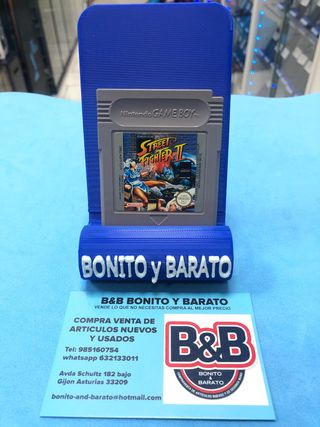 Nintendo GAME BOY
STREET
FIGHTER II
BONITO y BARATO
B&B BONITO Y BARATO
VENDE LO QUE NO NECESITAS COMPRA AL MEJOR PRECIO
COMPRA VENTA DE
ARTICULOS NUEVOS
Y USADOS
Tel: 985160754
whatsapp 632133011
Avda Schultz 182 bajo
Gijon Asturias 33209
bonito-and-barato@hotmail.com
B&B
BONITO
&
BARATO